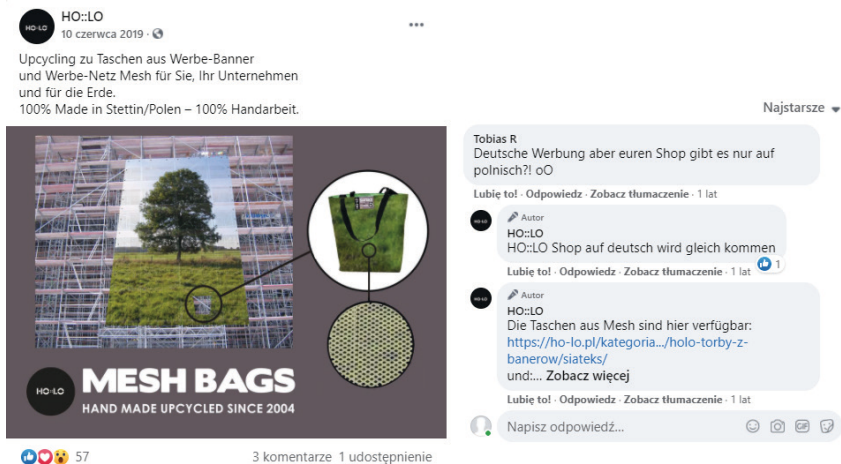 HO::LO
10 czerwca 2019 ·
Upcycling zu Taschen aus Werbe-Banner
und Werbe-Netz Mesh für Sie, Ihr Unternehmen
und für die Erde.
100% Made in Stettin/Polen – 100% Handarbeit.
HO·LO
MESH BAGS
HAND MADE UPCYCLED SINCE 2004
57
3 komentarze 1 udostępnienie
Najstarsze
Tobias R
Deutsche Werbung aber euren Shop gibt es nur auf
polnisch?! oO
Lubię to! · Odpowiedz · Zobacz tłumaczenie · 1 lat
Autor
HO::LO
HO::LO Shop auf deutsch wird gleich kommen
1
Lubię to! · Odpowiedz · Zobacz tłumaczenie · 1 lat
Autor
HO::LO
Die Taschen aus Mesh sind hier verfügbar:
https://ho-lo.pl/kategoria.../holo-torby-z-
banerow/siateks/
und:... Zobacz więcej
Lubię to! · Odpowiedz · Zobacz tłumaczenie · 1 lat
Napisz odpowiedź...
GIF